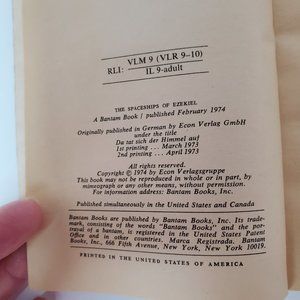 RLI: VLM 9 (VLR 9–10)
IL 9-adult
THE SPACESHIPS OF EZEKIEL
A Bantam Book / published February 1974
Originally published in German by Econ Verlag GmbH
under the title
Da tat sich der Himmel auf
1st printing ... March 1973
2nd printing ... April 1973
All rights reserved.
Copyright © 1974 by Econ Verlagsgruppe
This book may not be reproduced in whole or in part, by
mimeograph or any other means, without permission.
For information address: Bantam Books, Inc.
Published simultaneously in the United States and Canada
Bantam Books are published by Bantam Books, Inc. Its trade-
mark, consisting of the words "Bantam Books" and the por-
trayal of a bantam, is registered in the United States Patent
Office and in other countries. Marca Registrada. Bantam
Books, Inc., 666 Fifth Avenue, New York, New York 10019.
PRINTED IN THE UNITED STATES OF AMERICA